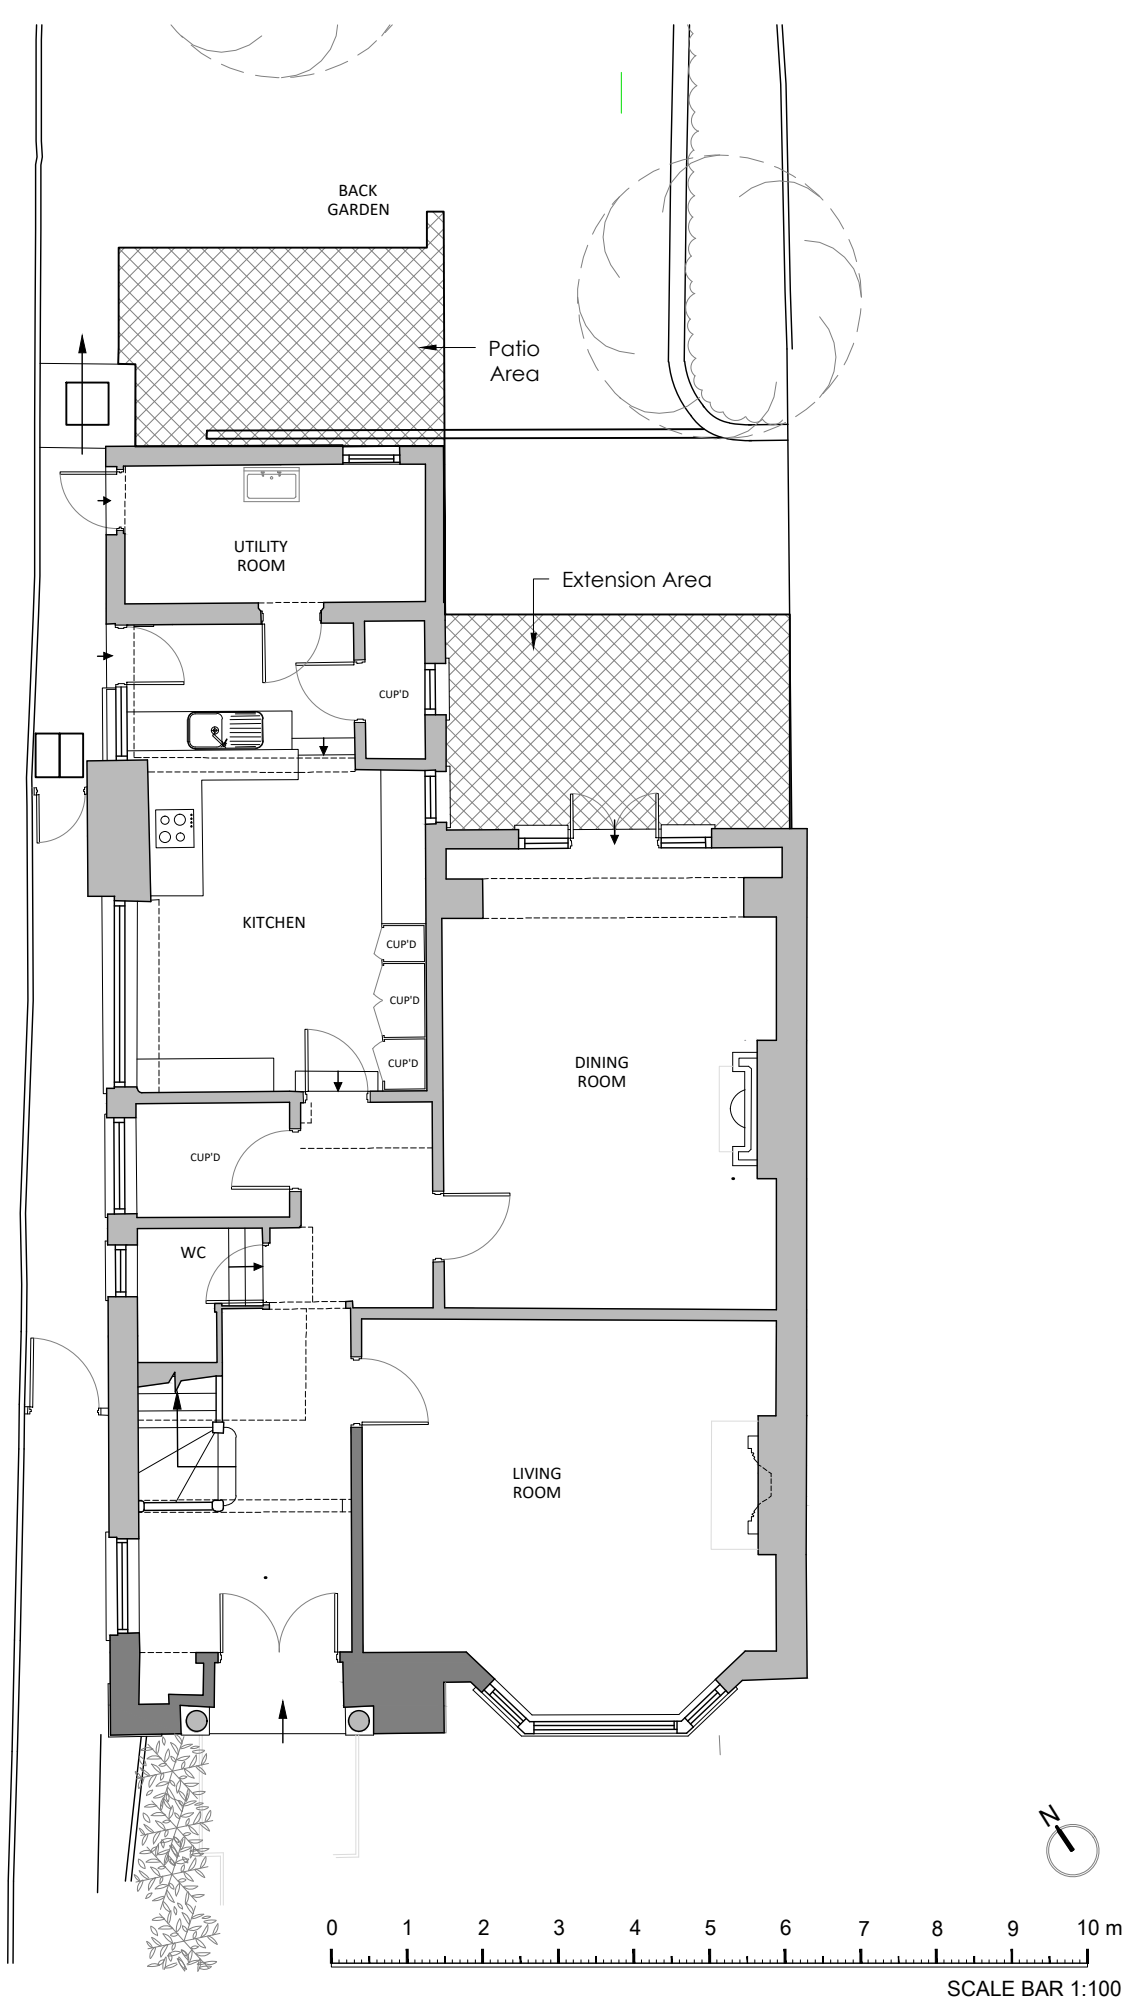 BACK
GARDEN
Patio
Area
UTILITY
ROOM
Extension Area
CUP'D
KITCHEN
CUP'D
CUP'D
CUP'D
DINING
ROOM
CUP'D
WC
LIVING
ROOM
N
0 1 2 3 4 5 6 7 8 9 10 m
SCALE BAR 1:100